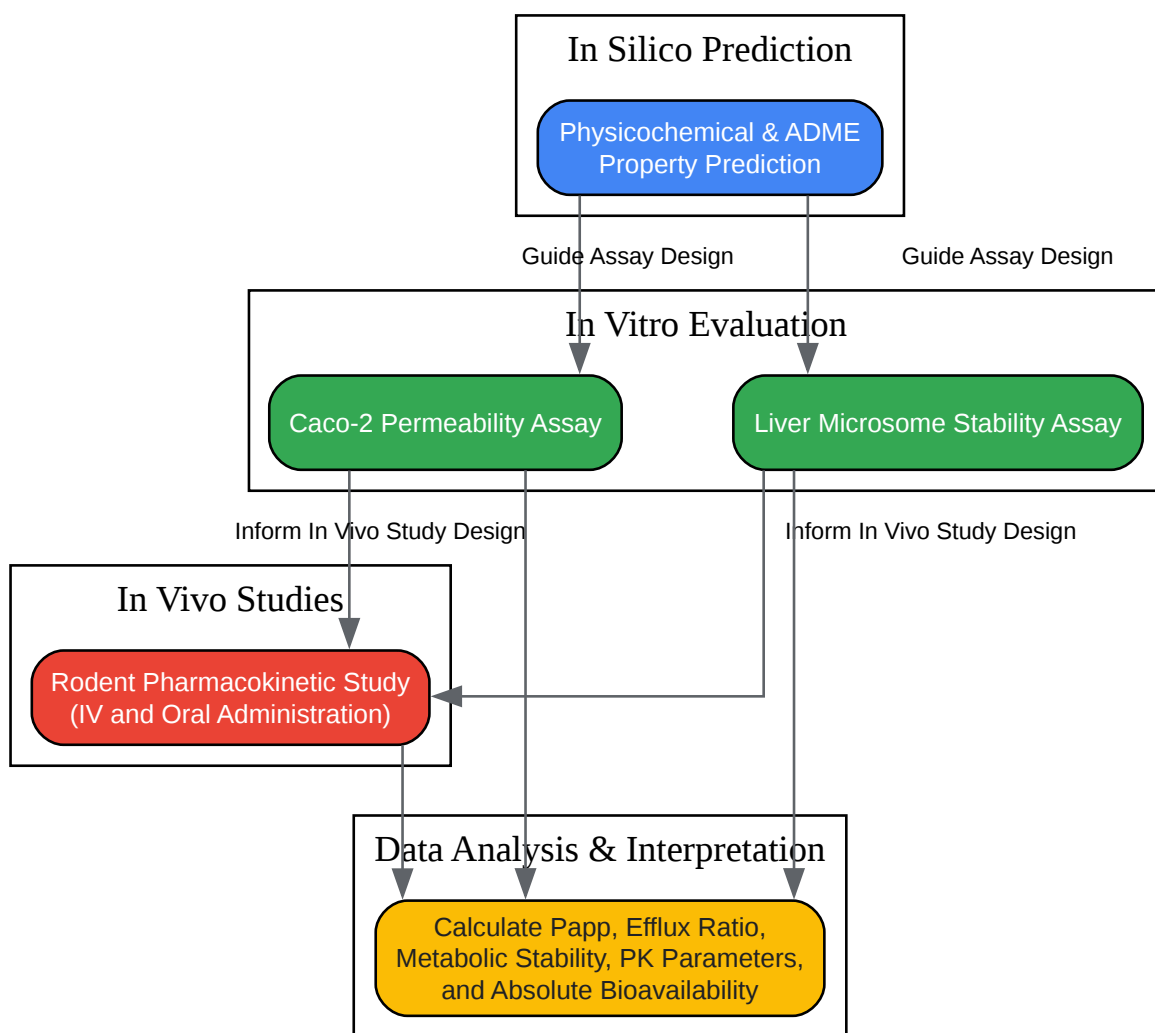 In Silico Prediction
Physicochemical & ADME
Property Prediction
Guide Assay Design
Guide Assay Design
In Vitro Evaluation
Caco-2 Permeability Assay
Liver Microsome Stability Assay
Inform In Vivo Study Design
Inform In Vivo Study Design
In Vivo Studies
Rodent Pharmacokinetic Study
(IV and Oral Administration)
Data Analysis & Interpretation
Calculate Papp, Efflux Ratio,
Metabolic Stability, PK Parameters,
and Absolute Bioavailability